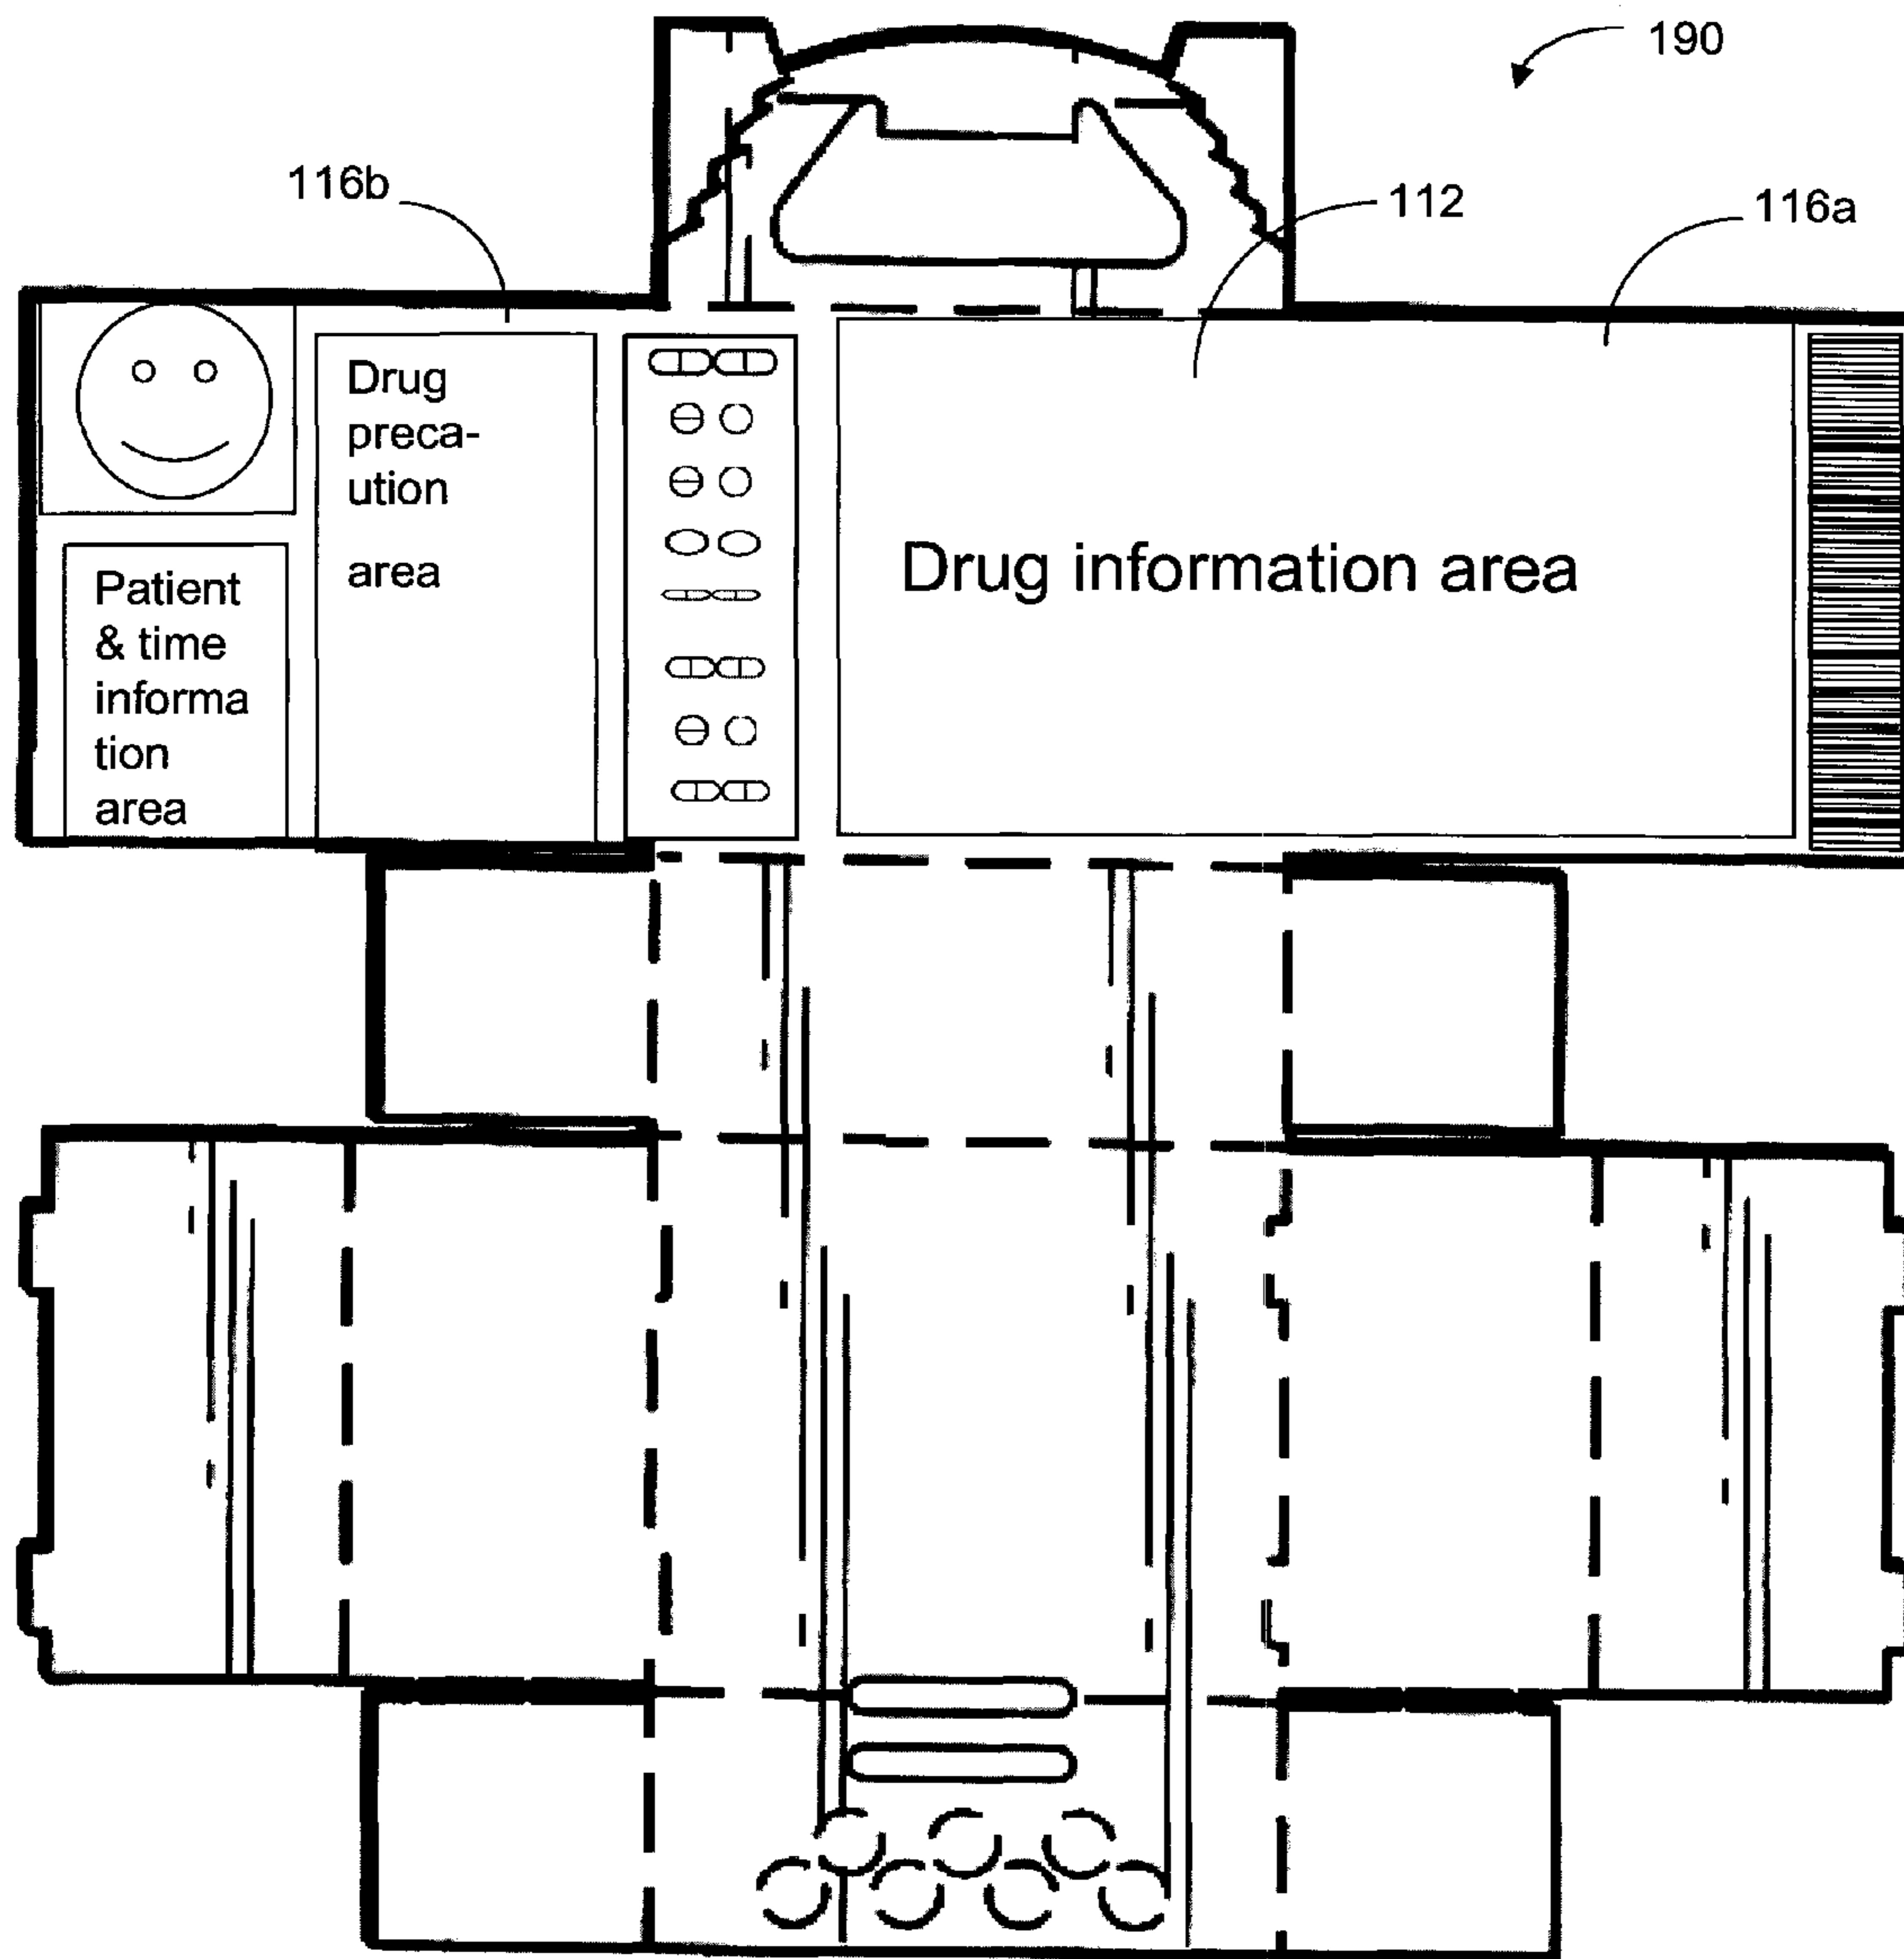 190
116b
112
116a
Drug
preca-
ution
area
Drug information area
Patient
& time
informa
tion
area